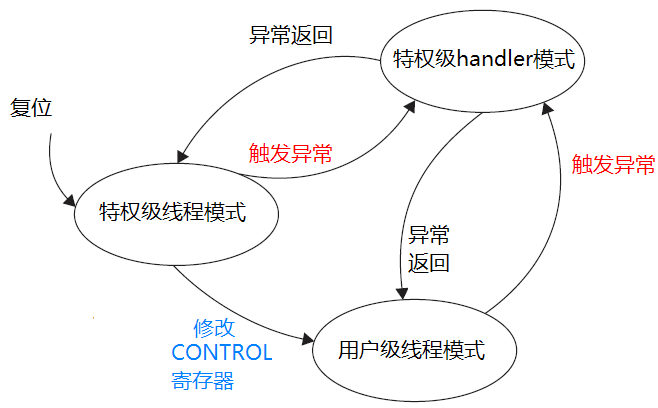 异常返回
特权级handler模式
复位
触发异常
触发异常
特权级线程模式
异常
返回
修改
CONTROL
寄存器
用户级线程模式